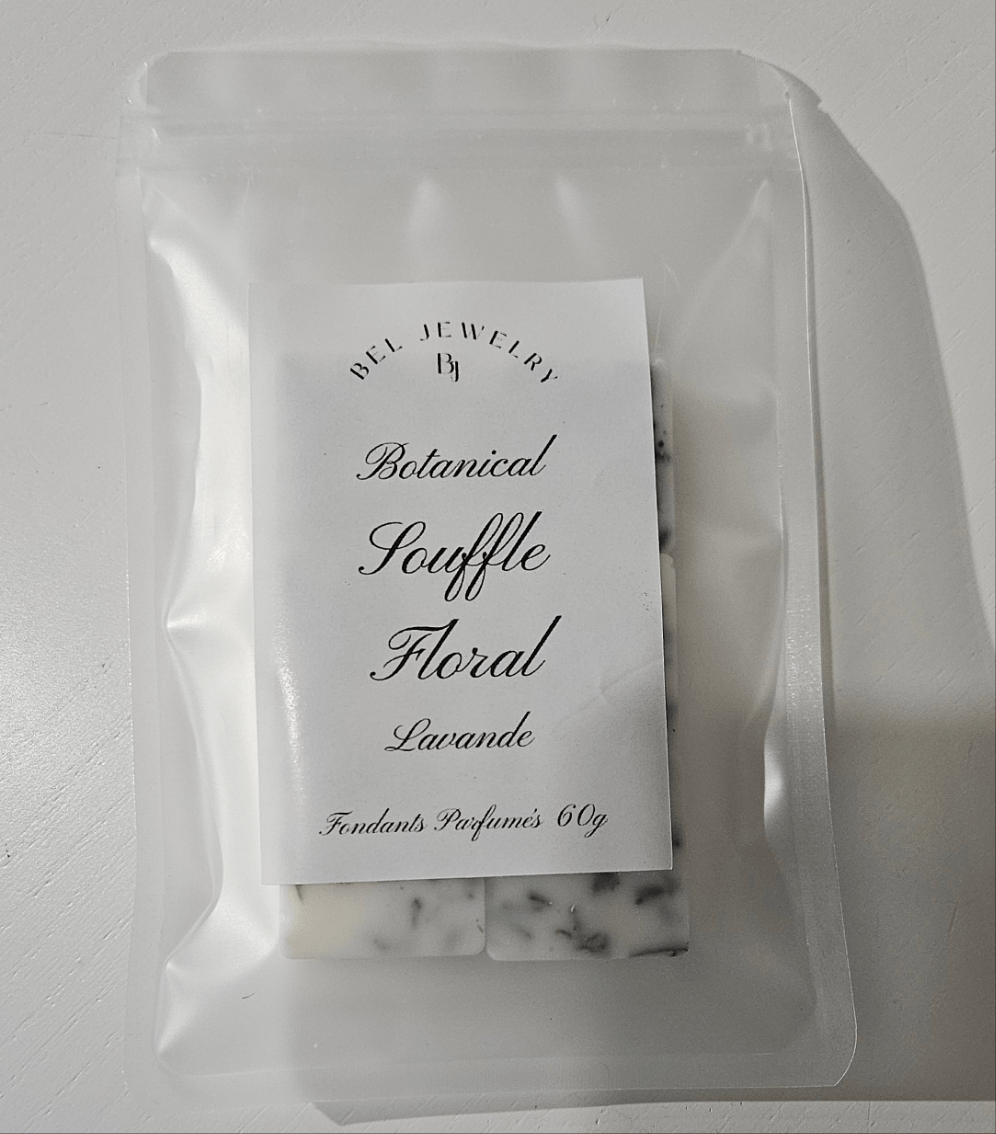 BEL JEWELRY
BJ
Botanical
Souffle
Floral
Lavande
Fondants Parfumés 60g